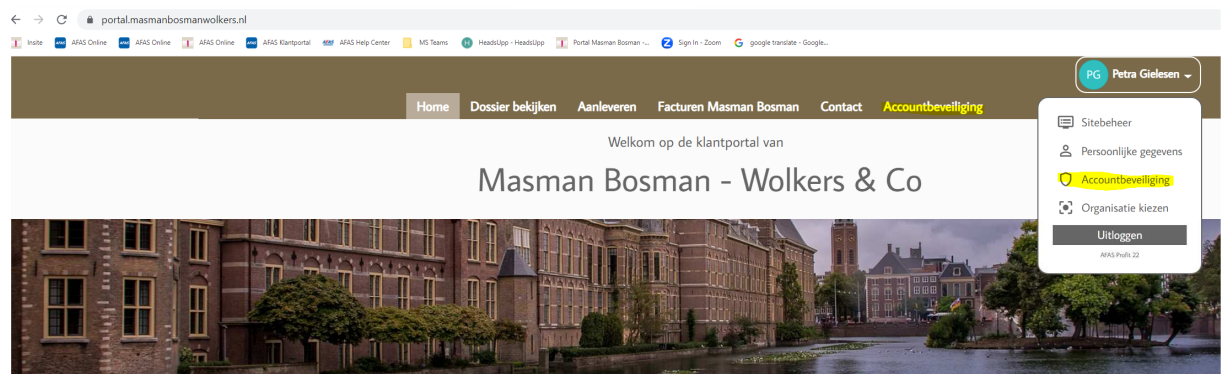 portal.masmanbosmanwolkers.nl
Insite AFAS Online AFAS Online AFAS Online AFAS Klantportal AFAS Help Center MS Teams H HeadsUpp - HeadsUpp Portal Masman Bosman -... Z Sign In - Zoom G google translate - Google...
PG Petra Gielesen
Home Dossier bekijken Aanleveren Facturen Masman Bosman Contact Accountbeveiliging
Welkom op de klantportal van
Masman Bosman - Wolkers & Co
Sitebeheer
Persoonlijke gegevens
Accountbeveiliging
Organisatie kiezen
Uitloggen
AFAS Profit 22